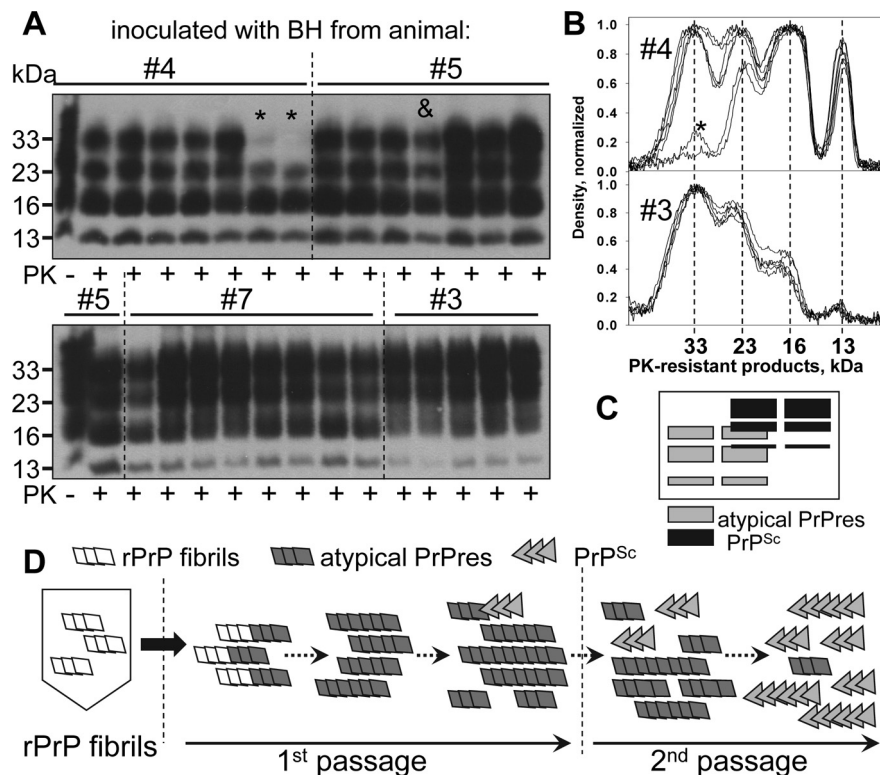 A
inoculated with BH from animal:
kDa #4 #5
* * &
33
23
16
13
PK - + + + + + + + + + + + + + +
#5 #7 #3
33
23
16
13
PK - + + + + + + + + + + + + + +
B
#4
*
1.0
0.8
0.6
0.4
0.2
0.0
#3
1.0
0.8
0.6
0.4
0.2
0.0
Density, normalized
33 23 16 13
PK-resistant products, kDa
C
atypical PrPres
PrPSc
D rPrP fibrils atypical PrPres PrPSc
rPrP fibrils
1st passage
2nd passage